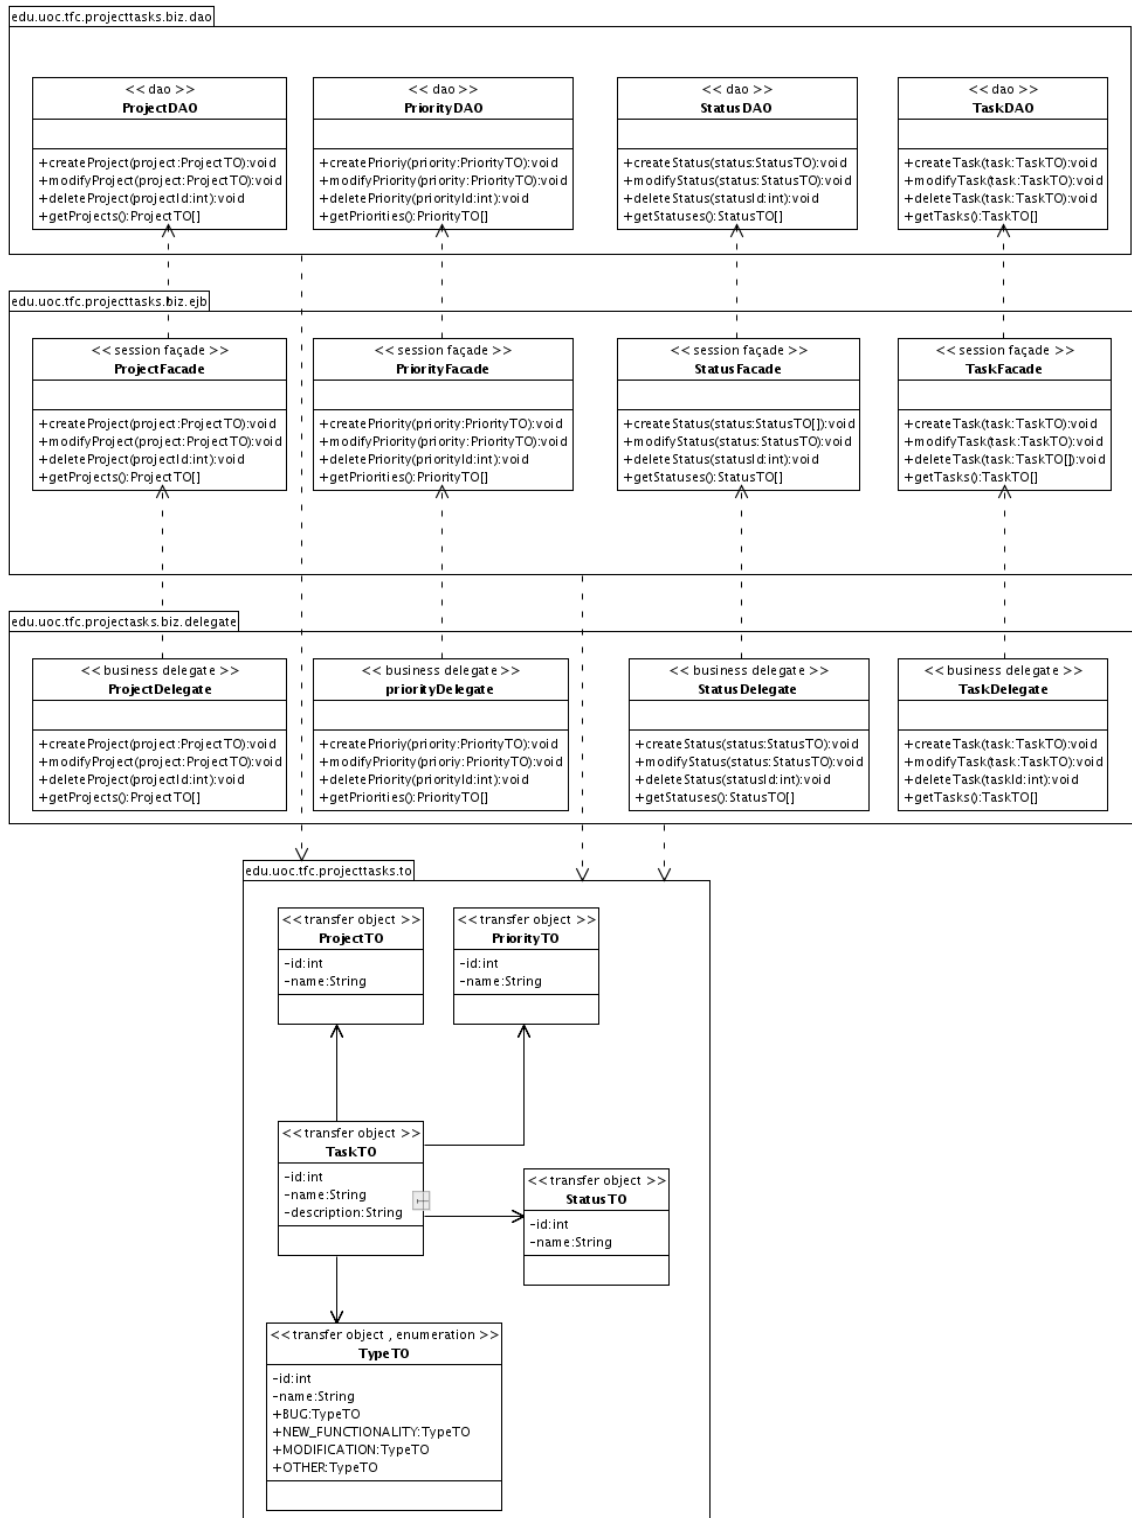 edu.uoc.tfc.projecttasks.biz.dao
<< dao >>
ProjectDAO
+createProject(project:ProjectTO):void
+modifyProject(project:ProjectTO):void
+deleteProject(projectId:int):void
+getProjects():ProjectTO[]
<< dao >>
PriorityDAO
+createPrioriy(priority:PriorityTO):void
+modifyPriority(priority:PriorityTO):void
+deletePriority(priorityId:int):void
+getPriorities():PriorityTO[]
<< dao >>
StatusDAO
+createStatus(status:StatusTO):void
+modifyStatus(status:StatusTO):void
+deleteStatus(statusId:int):void
+getStatuses():StatusTO[]
<< dao >>
TaskDAO
+createTask(task:TaskTO):void
+modifyTask(task:TaskTO):void
+deleteTask(task:TaskTO):void
+getTasks():TaskTO[]
edu.uoc.tfc.projecttasks.biz.ejb
<< session façade >>
ProjectFacade
+createProject(project:ProjectTO):void
+modifyProject(project:ProjectTO):void
+deleteProject(projectId:int):void
+getProjects():ProjectTO[]
<< session façade >>
PriorityFacade
+createPrioriy(priority:PriorityTO):void
+modifyPriority(priority:PriorityTO):void
+deletePriority(priorityId:int):void
+getPriorities():PriorityTO[]
<< session façade >>
StatusFacade
+createStatus(status:StatusTO[]):void
+modifyStatus(status:StatusTO):void
+deleteStatus(statusId:int):void
+getStatuses():StatusTO[]
<< session façade >>
TaskFacade
+createTask(task:TaskTO):void
+modifyTask(task:TaskTO):void
+deleteTask(task:TaskTO[]):void
+getTasks():TaskTO[]
edu.uoc.tfc.projectasks.biz.delegate
<< business delegate >>
ProjectDelegate
+createProject(project:ProjectTO):void
+modifyProject(project:ProjectTO):void
+deleteProject(projectId:int):void
+getProjects():ProjectTO[]
<< business delegate >>
priorityDelegate
+createPrioriy(priority:PriorityTO):void
+modifyPriority(prioriy:PriorityTO):void
+deletePriority(priorityId:int):void
+getPriorities():PriorityTO[]
<< business delegate >>
StatusDelegate
+createStatus(status:StatusTO):void
+modifyStatus(status:StatusTO):void
+deleteStatus(statusId:int):void
+getStatuses():StatusTO[]
<< business delegate >>
TaskDelegate
+createTask(task:TaskTO):void
+modifyTask(task:TaskTO):void
+deleteTask(taskId:int):void
+getTasks():TaskTO[]
edu.uoc.tfc.projecttasks.to
<< transfer object >>
ProjectTO
-id:int
-name:String
<< transfer object >>
PriorityTO
-id:int
-name:String
<< transfer object >>
TaskTO
-id:int
-name:String
-description:String
<< transfer object >>
StatusTO
-id:int
-name:String
<< transfer object , enumeration >>
TypeTO
-id:int
-name:String
+BUG:TypeTO
+NEW_FUNCTIONALITY:TypeTO
+MODIFICATION:TypeTO
+OTHER:TypeTO